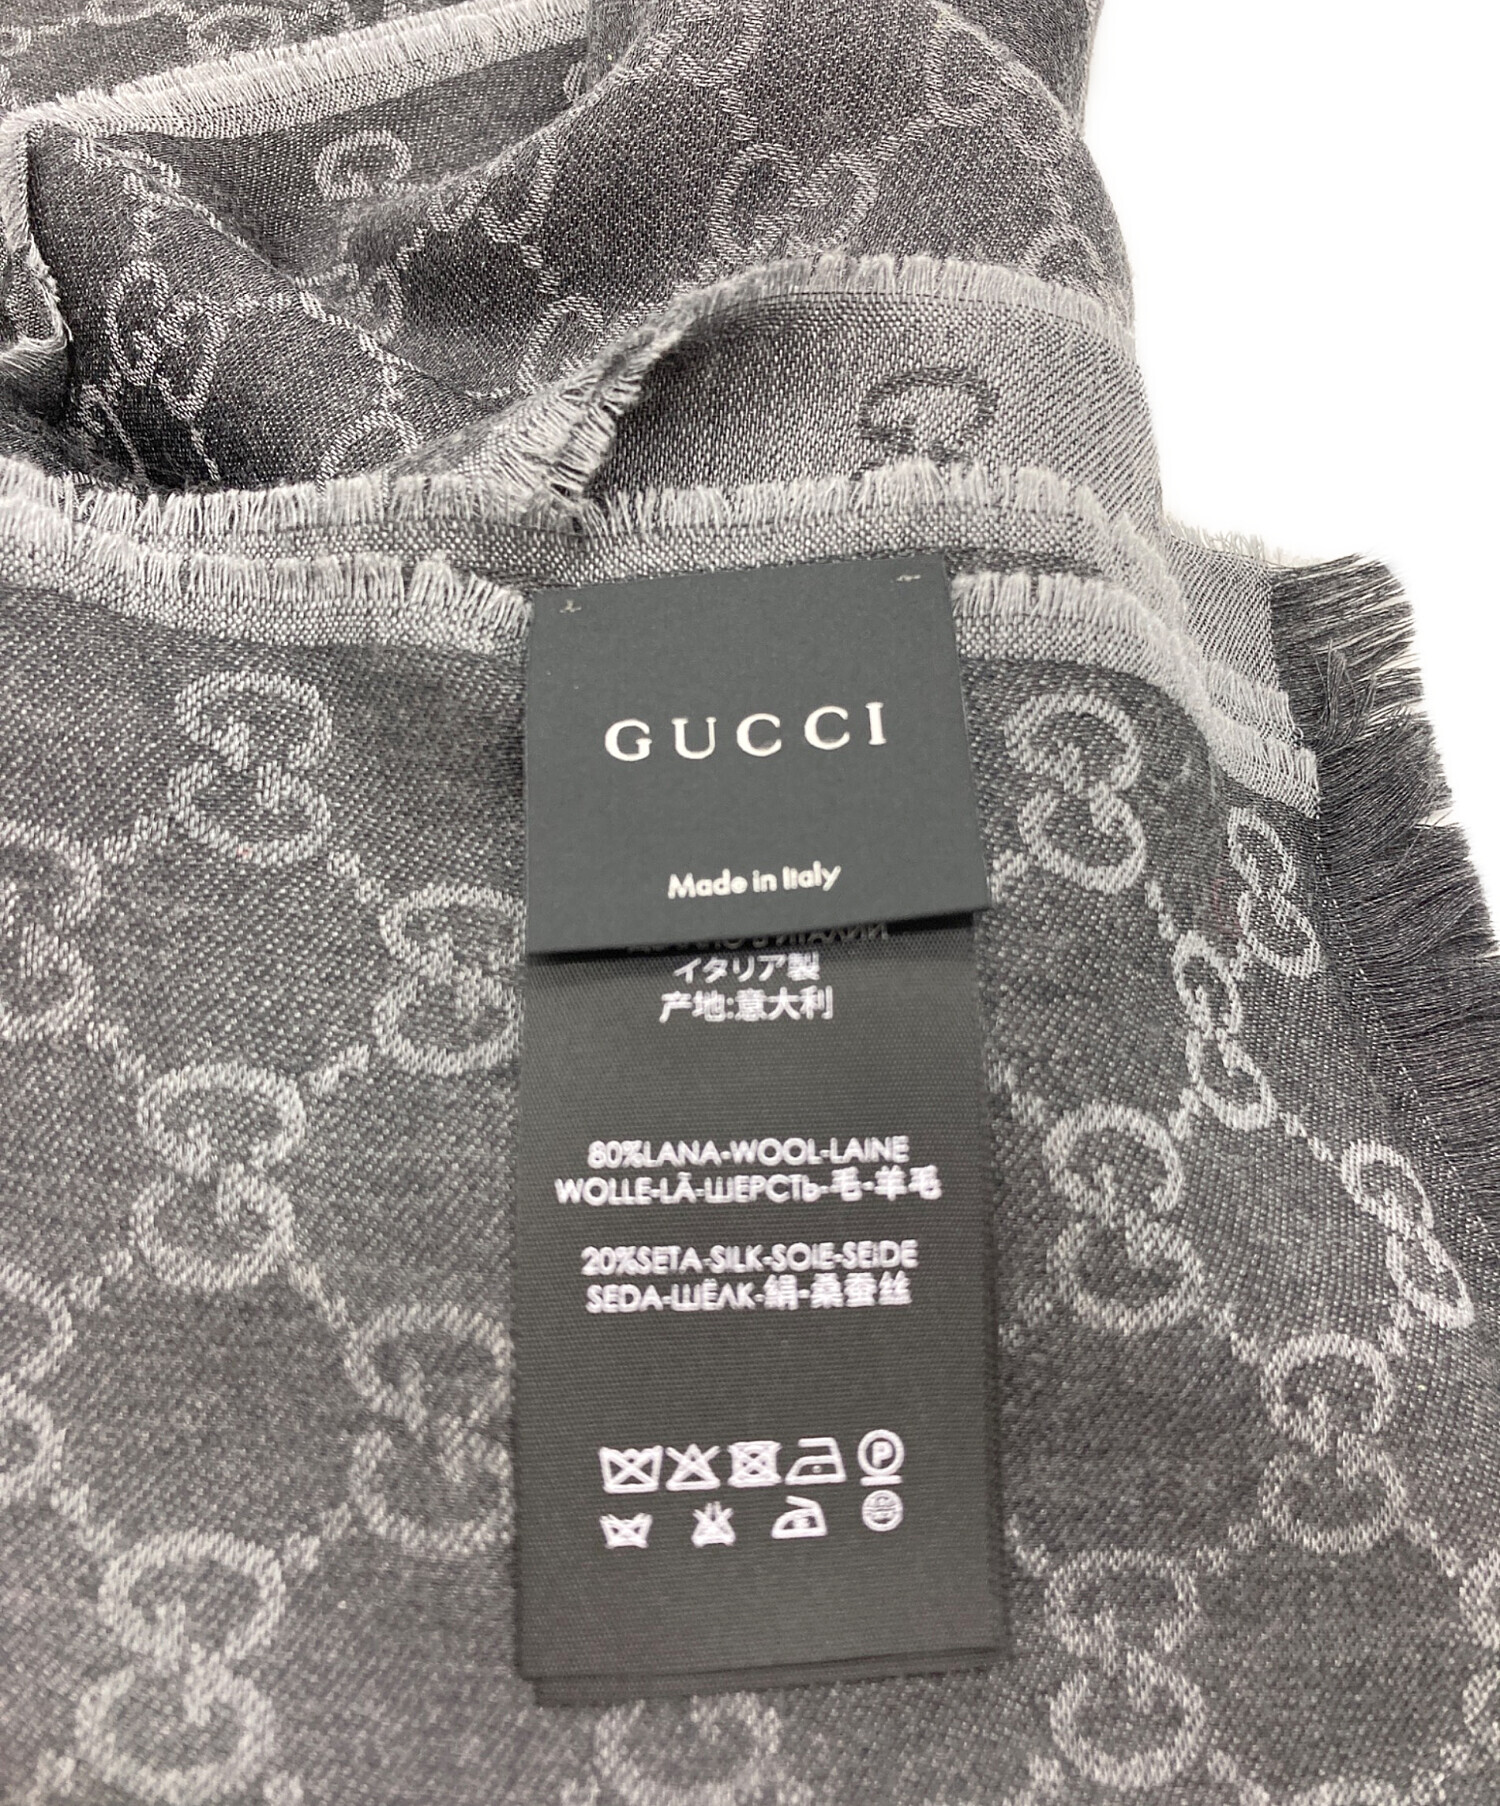 GUCCI
Made in Italy
イタリア製
产地:意大利
80%LANA-WOOL-LAINE
WOLLE-LÃ-ШЕРСТЬ-毛-羊毛
20%SETA-SILK-SOIE-SEIDE
SEDA-ШЁЛК-絹-桑蚕丝
P